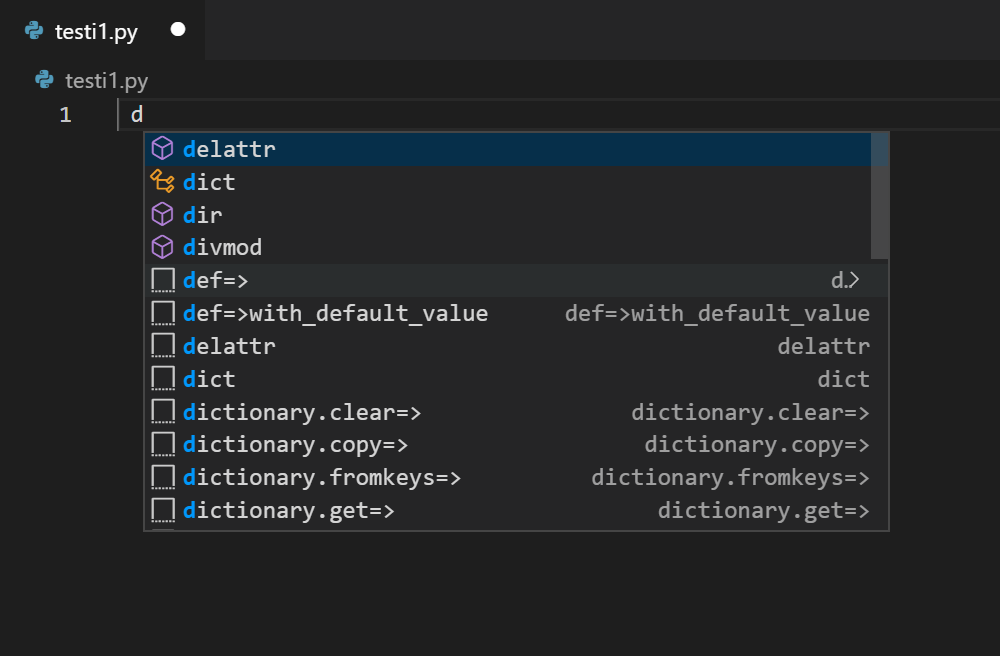 testi1.py
testi1.py
1 d
delattr
dict
dir
divmod
def=> d.>
def=>with_default_value def=>with_default_value
delattr delattr
dict dict
dictionary.clear=> dictionary.clear=>
dictionary.copy=> dictionary.copy=>
dictionary.fromkeys=> dictionary.fromkeys=>
dictionary.get=> dictionary.get=>